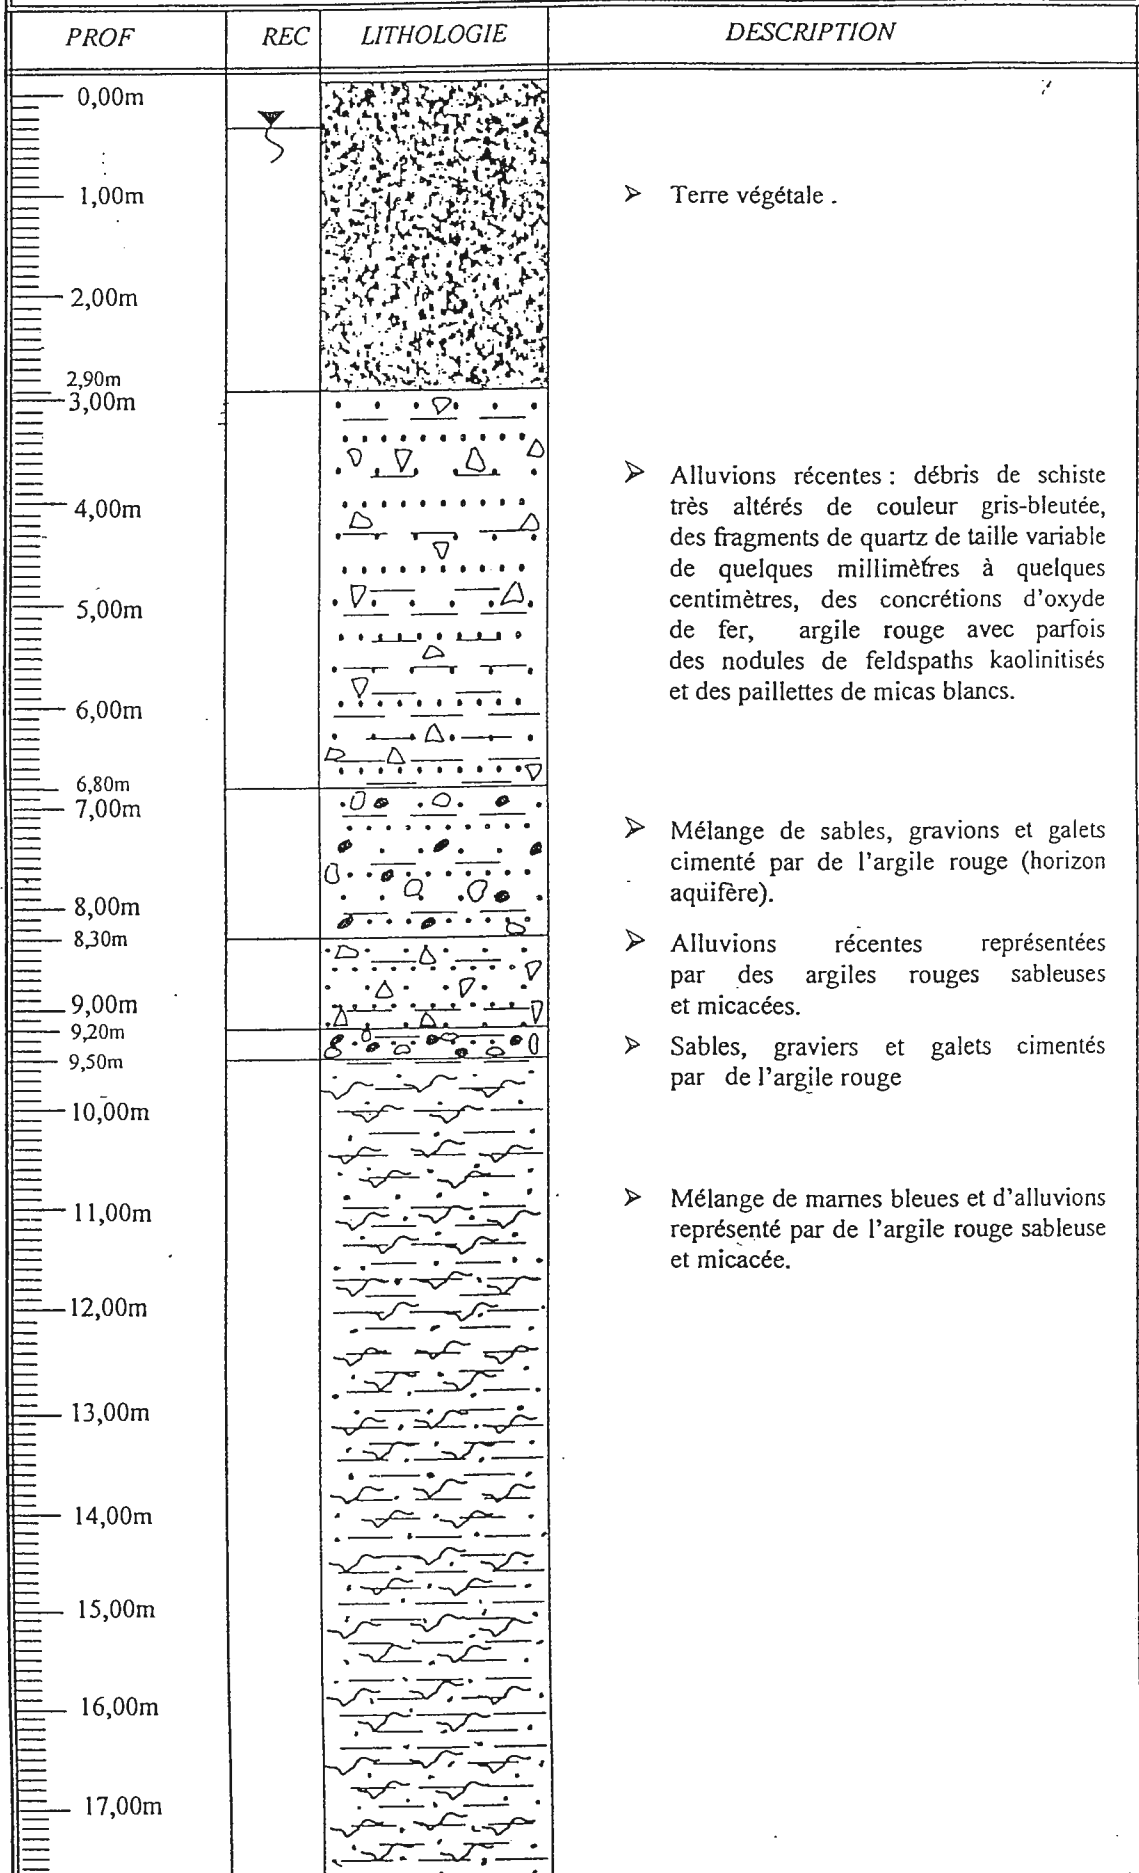 PROF REC LITHOLOGIE DESCRIPTION
0,00m
1,00m
➢ Terre végétale .
2,00m
2,90m
3,00m
➢ Alluvions récentes : débris de schiste
très altérés de couleur gris-bleutée,
4,00m
des fragments de quartz de taille variable
de quelques millimètres à quelques
centimètres, des concrétions d'oxyde
5,00m
de fer, argile rouge avec parfois
des nodules de feldspaths kaolinitisés
et des paillettes de micas blancs.
6,00m
6,80m
7,00m
➢ Mélange de sables, gravions et galets
cimenté par de l'argile rouge (horizon
aquifère).
8,00m
8,30m
➢ Alluvions récentes représentées
par des argiles rouges sableuses
et micacées.
9,00m
9,20m
➢ Sables, graviers et galets cimentés
9,50m
par de l'argile rouge
10,00m
➢ Mélange de marnes bleues et d'alluvions
11,00m
représenté par de l'argile rouge sableuse
et micacée.
12,00m
13,00m
14,00m
15,00m
16,00m
17,00m